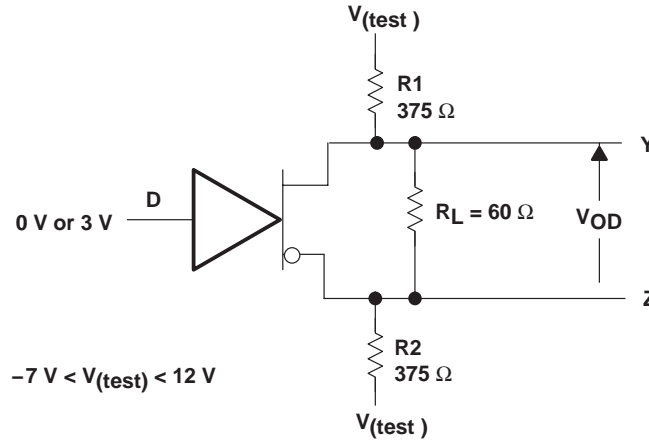 V(test)
R1
375 Ω
Y
D
0 V or 3 V
RL = 60 Ω
VOD
Z
R2
375 Ω
–7 V < V(test) < 12 V
V(test)